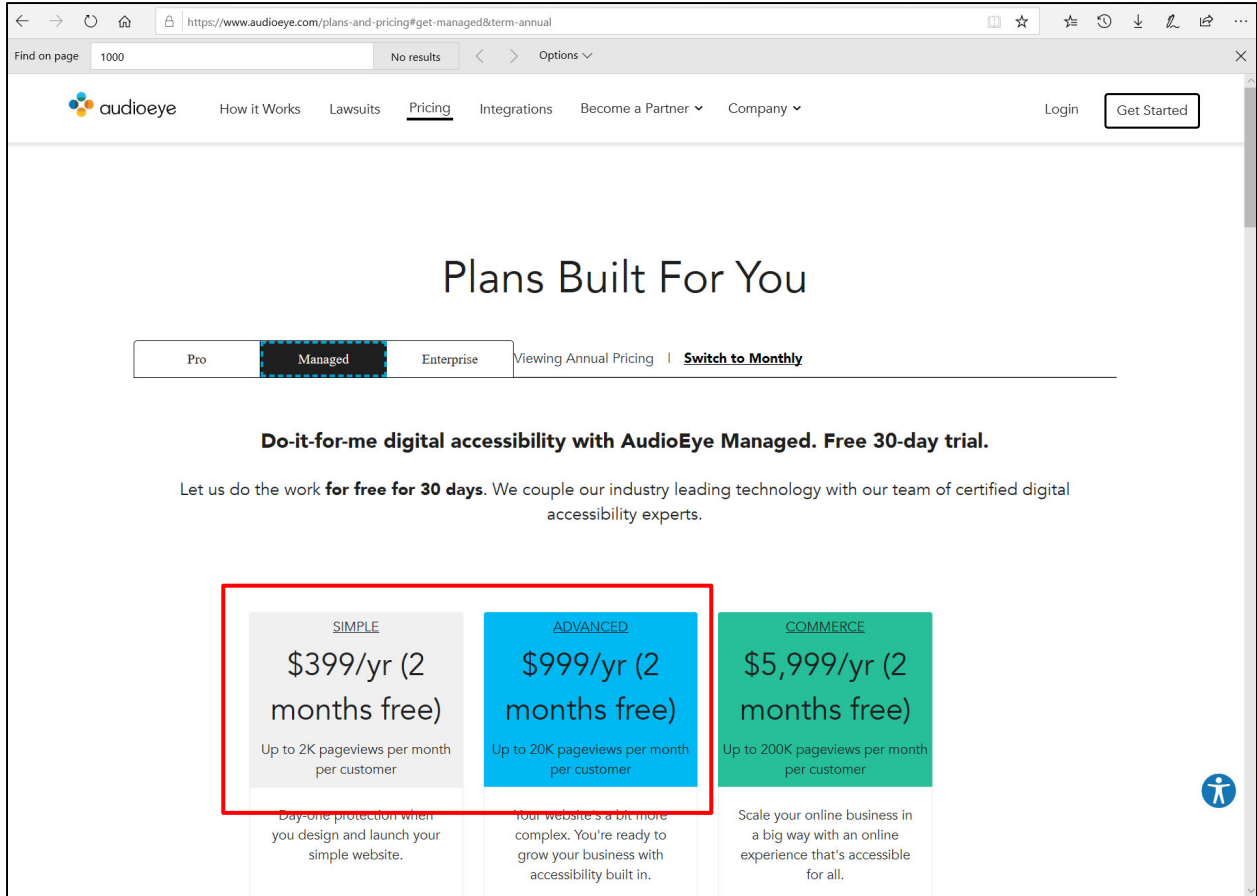 https://www.audioeye.com/plans-and-pricing#get-managed&term-annual
Find on page 1000 No results Options
audioeye How it Works Lawsuits Pricing Integrations Become a Partner Company Login Get Started
Plans Built For You
Pro Managed Enterprise Viewing Annual Pricing | Switch to Monthly
Do-it-for-me digital accessibility with AudioEye Managed. Free 30-day trial.
Let us do the work for free for 30 days. We couple our industry leading technology with our team of certified digital
accessibility experts.
SIMPLE
$399/yr (2
months free)
Up to 2K pageviews per month
per customer
Day-one protection when
you design and launch your
simple website.
ADVANCED
$999/yr (2
months free)
Up to 20K pageviews per month
per customer
Your website's a bit more
complex. You're ready to
grow your business with
accessibility built in.
COMMERCE
$5,999/yr (2
months free)
Up to 200K pageviews per month
per customer
Scale your online business in
a big way with an online
experience that's accessible
for all.